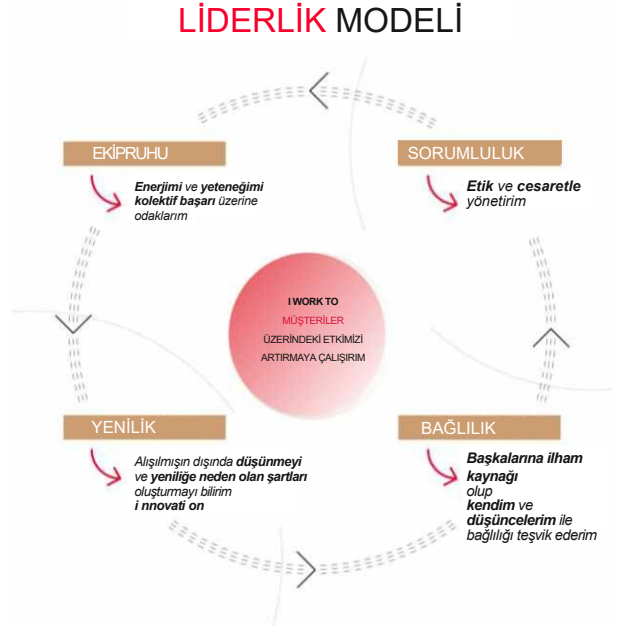 LİDERLİK MODELİ
EKİPRUHU
Enerjimi ve yeteneğimi
kolektif başarı üzerine
odaklarım
SORUMLULUK
Etik ve cesaretle
yönetirim
I WORK TO
MÜŞTERİLER
ÜZERİNDEKİ ETKİMİZİ
ARTIRMAYA ÇALIŞIRIM
YENİLİK
Alışılmışın dışında düşünmeyi
ve yeniliğe neden olan şartları
oluşturmayı bilirim
i nnovati on
BAĞLILIK
Başkalarına ilham
kaynağı
olup
kendim ve
düşüncelerim ile
bağlılığı teşvik ederim